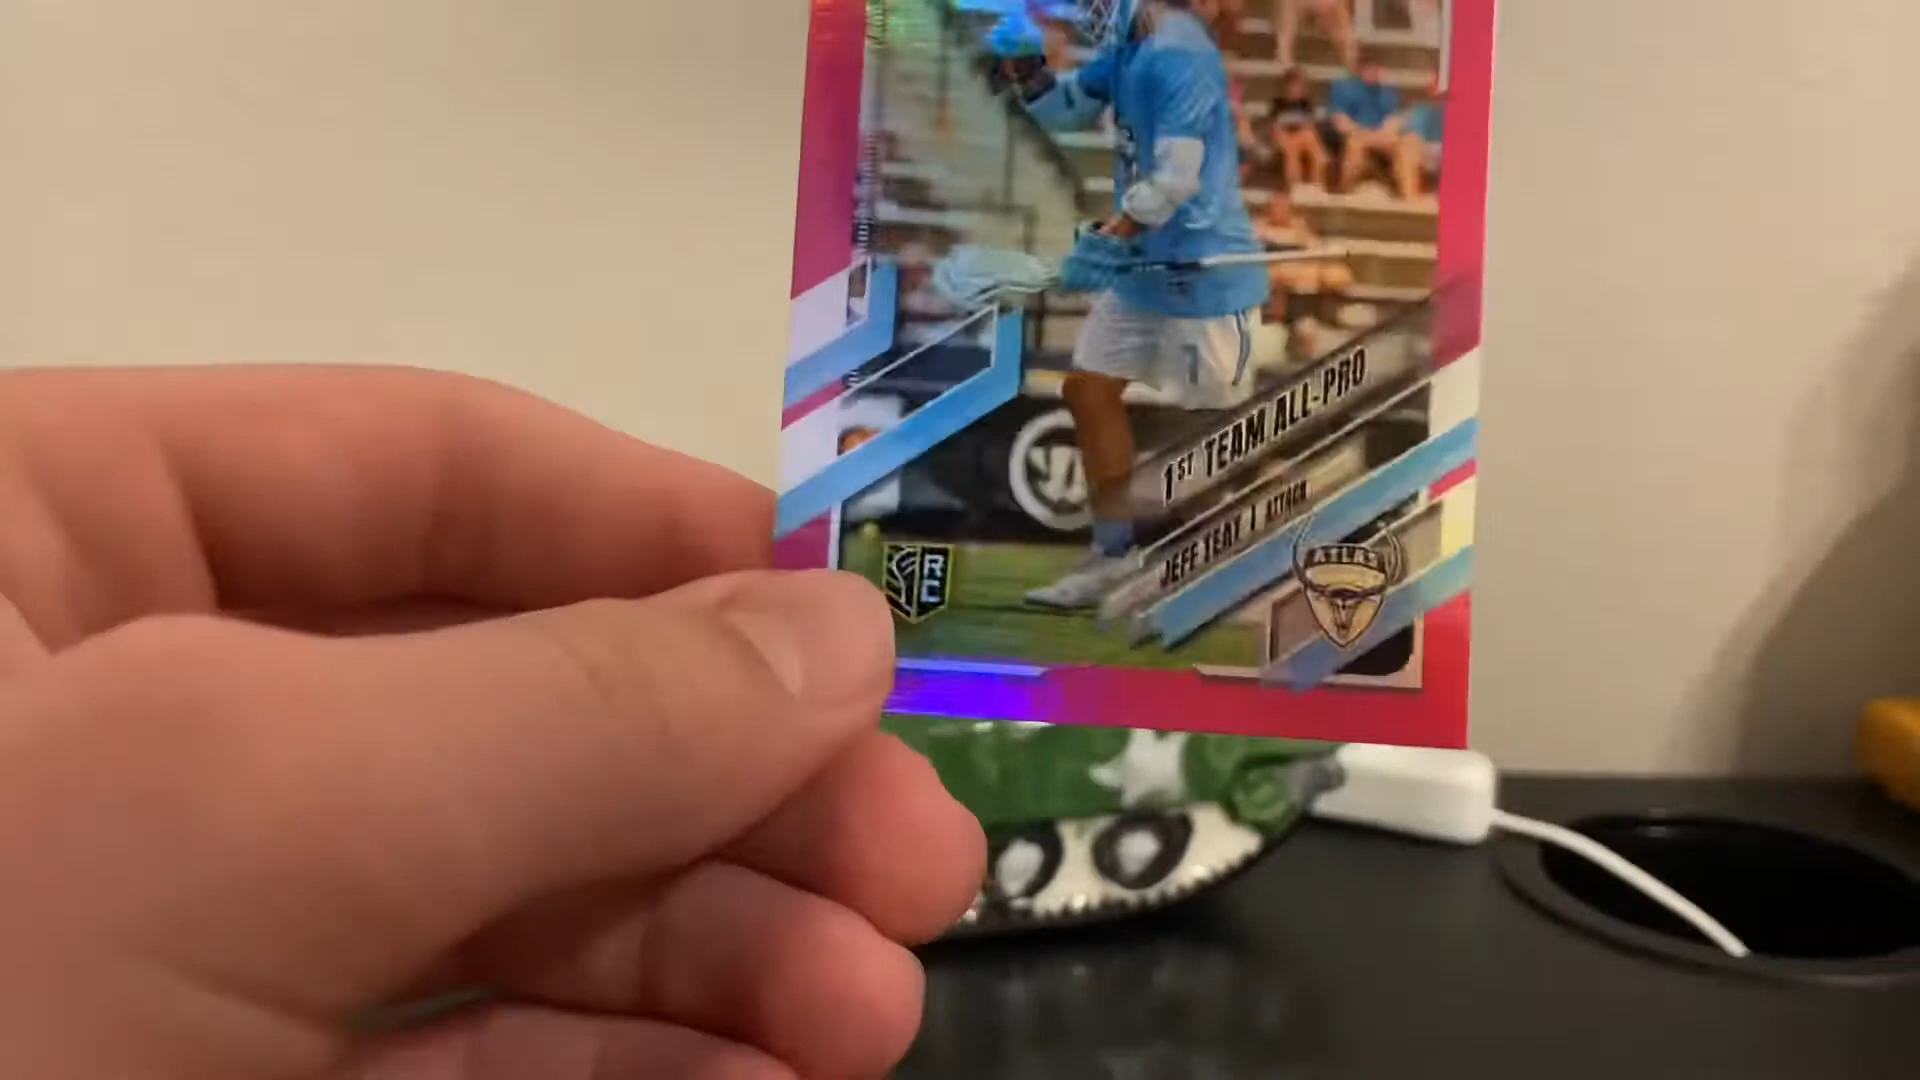 1ST TEAM ALL-PRO
JEFF TEAT | ATTACK
ATLAS
RC